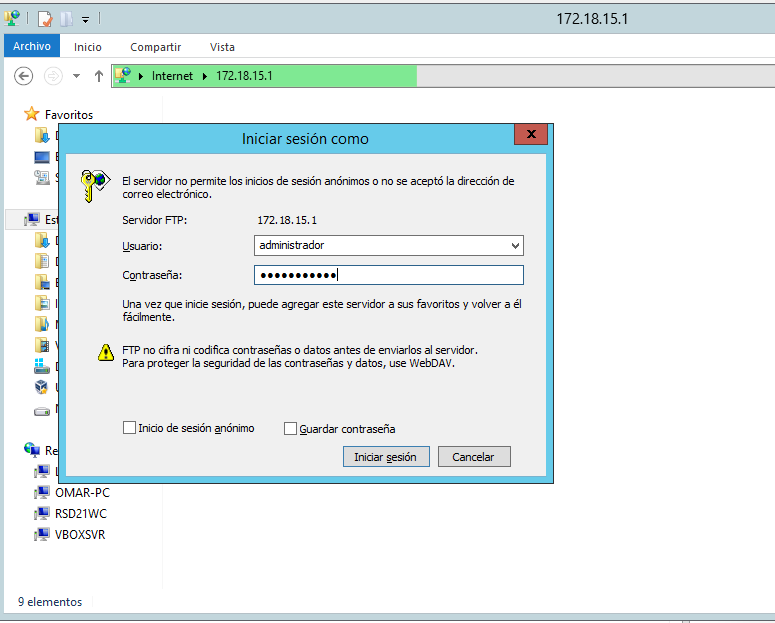 172.18.15.1
Archivo Inicio Compartir Vista
Internet 172.18.15.1
Favoritos
Iniciar sesión como
x
El servidor no permite los inicios de sesión anónimos o no se aceptó la dirección de
correo electrónico.
Servidor FTP: 172.18.15.1
Usuario: administrador
Contraseña: ●●●●●●●●●●●
Una vez que inicie sesión, puede agregar este servidor a sus favoritos y volver a él
fácilmente.
FTP no cifra ni codifica contraseñas o datos antes de enviarlos al servidor.
Para proteger la seguridad de las contraseñas y datos, use WebDAV.
Inicio de sesión anónimo Guardar contraseña
Iniciar sesión Cancelar
Est
Re
OMAR-PC
RSD21WC
VBOXSVR
9 elementos